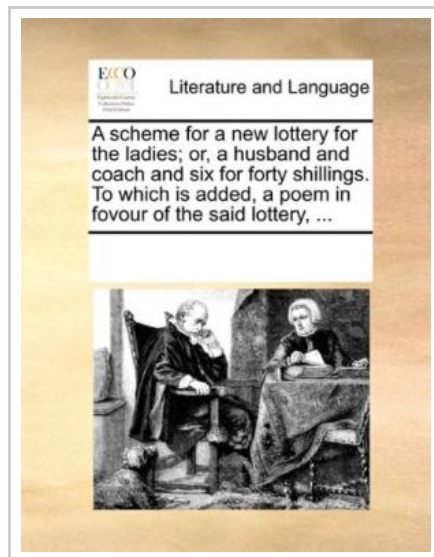 ECCO
Literature and Language
A scheme for a new lottery for
the ladies; or, a husband and
coach and six for forty shillings.
To which is added, a poem in
fovour of the said lottery, ...